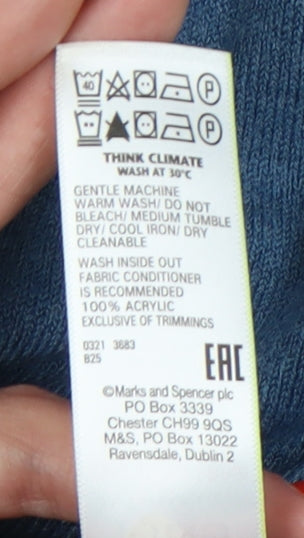 40
P
P
THINK CLIMATE
WASH AT 30°C
GENTLE MACHINE
WARM WASH/ DO NOT
BLEACH/ MEDIUM TUMBLE
DRY/ COOL IRON/ DRY
CLEANABLE
WASH INSIDE OUT
FABRIC CONDITIONER
IS RECOMMENDED
100% ACRYLIC
EXCLUSIVE OF TRIMMINGS
0321 3683
B25
EAC
©Marks and Spencer plc
PO Box 3339
Chester CH99 9QS
M&S, PO Box 13022
Ravensdale, Dublin 2